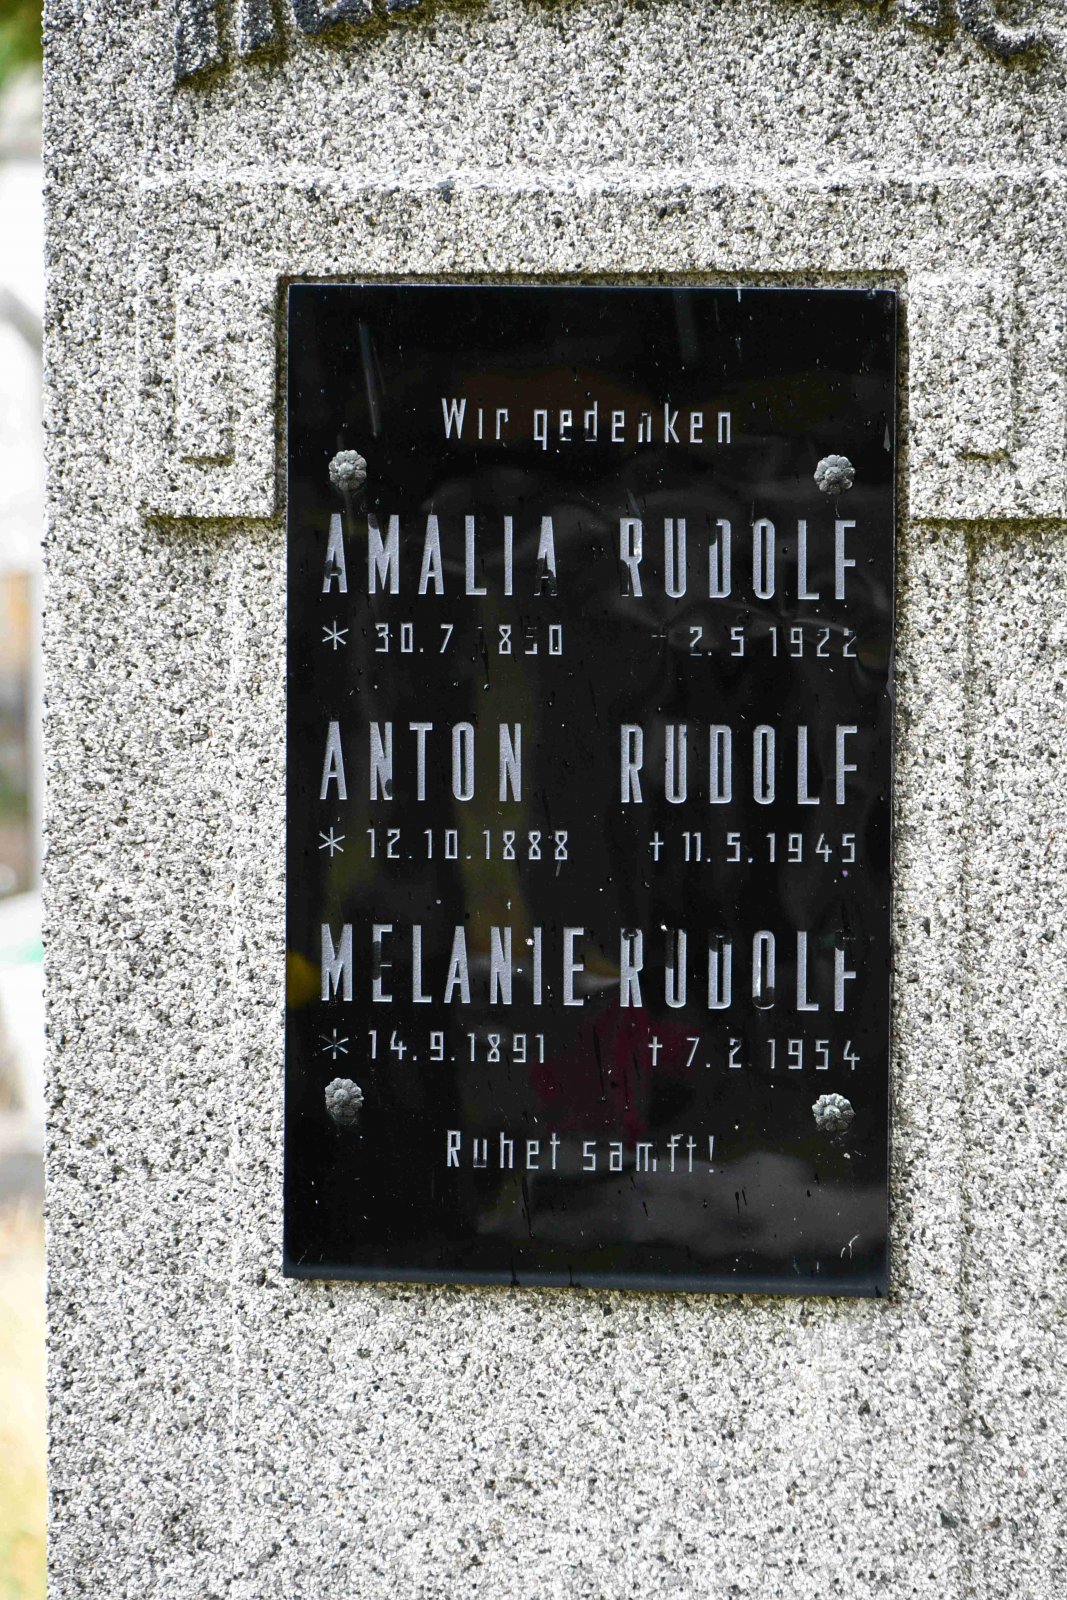 Wir gedenken
AMALIA RUDOLF
* 30.7.1850 † 2.5.1922
ANTON RUDOLF
* 12.10.1888 † 11.5.1945
MELANIE RUDOLF
* 14.9.1891 † 7.2.1954
Ruhet sanft!